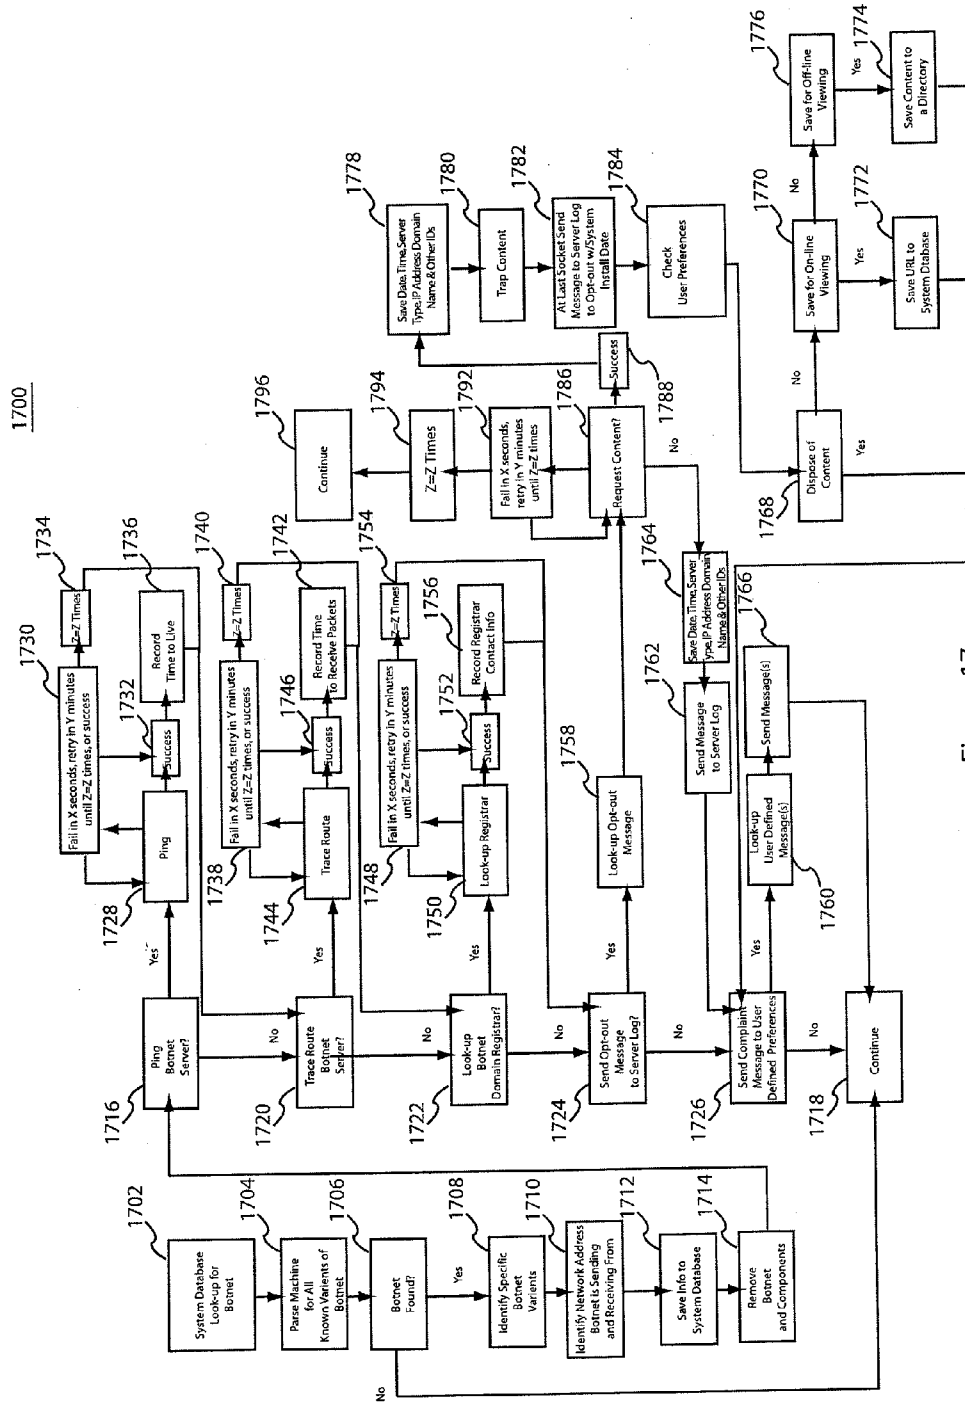 1700
1702
System Database
Look-up for
Botnet
1704
Parse Machine
for All
Known Varients of
Botnet
1706
Botnet
Found?
No
Yes
1708
Identify Specific
Botnet
Varients
1710
Identify Network Address
Botnet is Sending
and Receiving From
1712
Save Info to
System Database
1714
Remove
Botnet
and Components
1716
Ping
Botnet
Server?
Yes
No
1728
Ping
1730
Fail in X seconds, retry in Y minutes
until Z=Z times, or success
1732
Success
1734
Z=Z Times
1736
Record
Time to Live
1720
Trace Route
Botnet
Server?
Yes
No
1744
Trace Route
1738
Fail in X seconds, retry in Y minutes
until Z=Z times, or success
1746
Success
1740
Z=Z Times
1742
Record Time
to Receive Packets
1722
Look-up
Botnet
Domain Registrar?
Yes
No
1750
Look-up Registrar
1748
Fail in X seconds, retry in Y minutes
until Z=Z times, or success
1752
Success
1754
Z=Z Times
1756
Record Registrar
Contact Info
1724
Send Opt-out
Message
to Server Log?
Yes
No
1758
Look-up Opt-out
Message
1726
Send Complaint
Message to User
Defined Preferences
Yes
No
1760
Look-up
User Defined
Message(s)
1766
Send Message(s)
1762
Send Message
to Server Log
1764
Save Date, Time, Server
Type, IP Address Domain
Name & Other IDs
1718
Continue
1796
Continue
1794
Z=Z Times
1792
Fail in X seconds,
retry in Y minutes
until Z=Z times
1786
Request Content?
No
1788
Success
1778
Save Date, Time, Server
Type, IP Address Domain
Name & Other IDs
1780
Trap Content
1782
At Last Socket Send
Message to Server Log
to Opt-out w/System
Install Date
1784
Check
User Preferences
1768
Dispose of
Content
Yes
No
1770
Save for On-line
Viewing
Yes
No
1772
Save URL to
System Dtabase
1776
Save for Off-line
Viewing
Yes
1774
Save Content to
a Directory